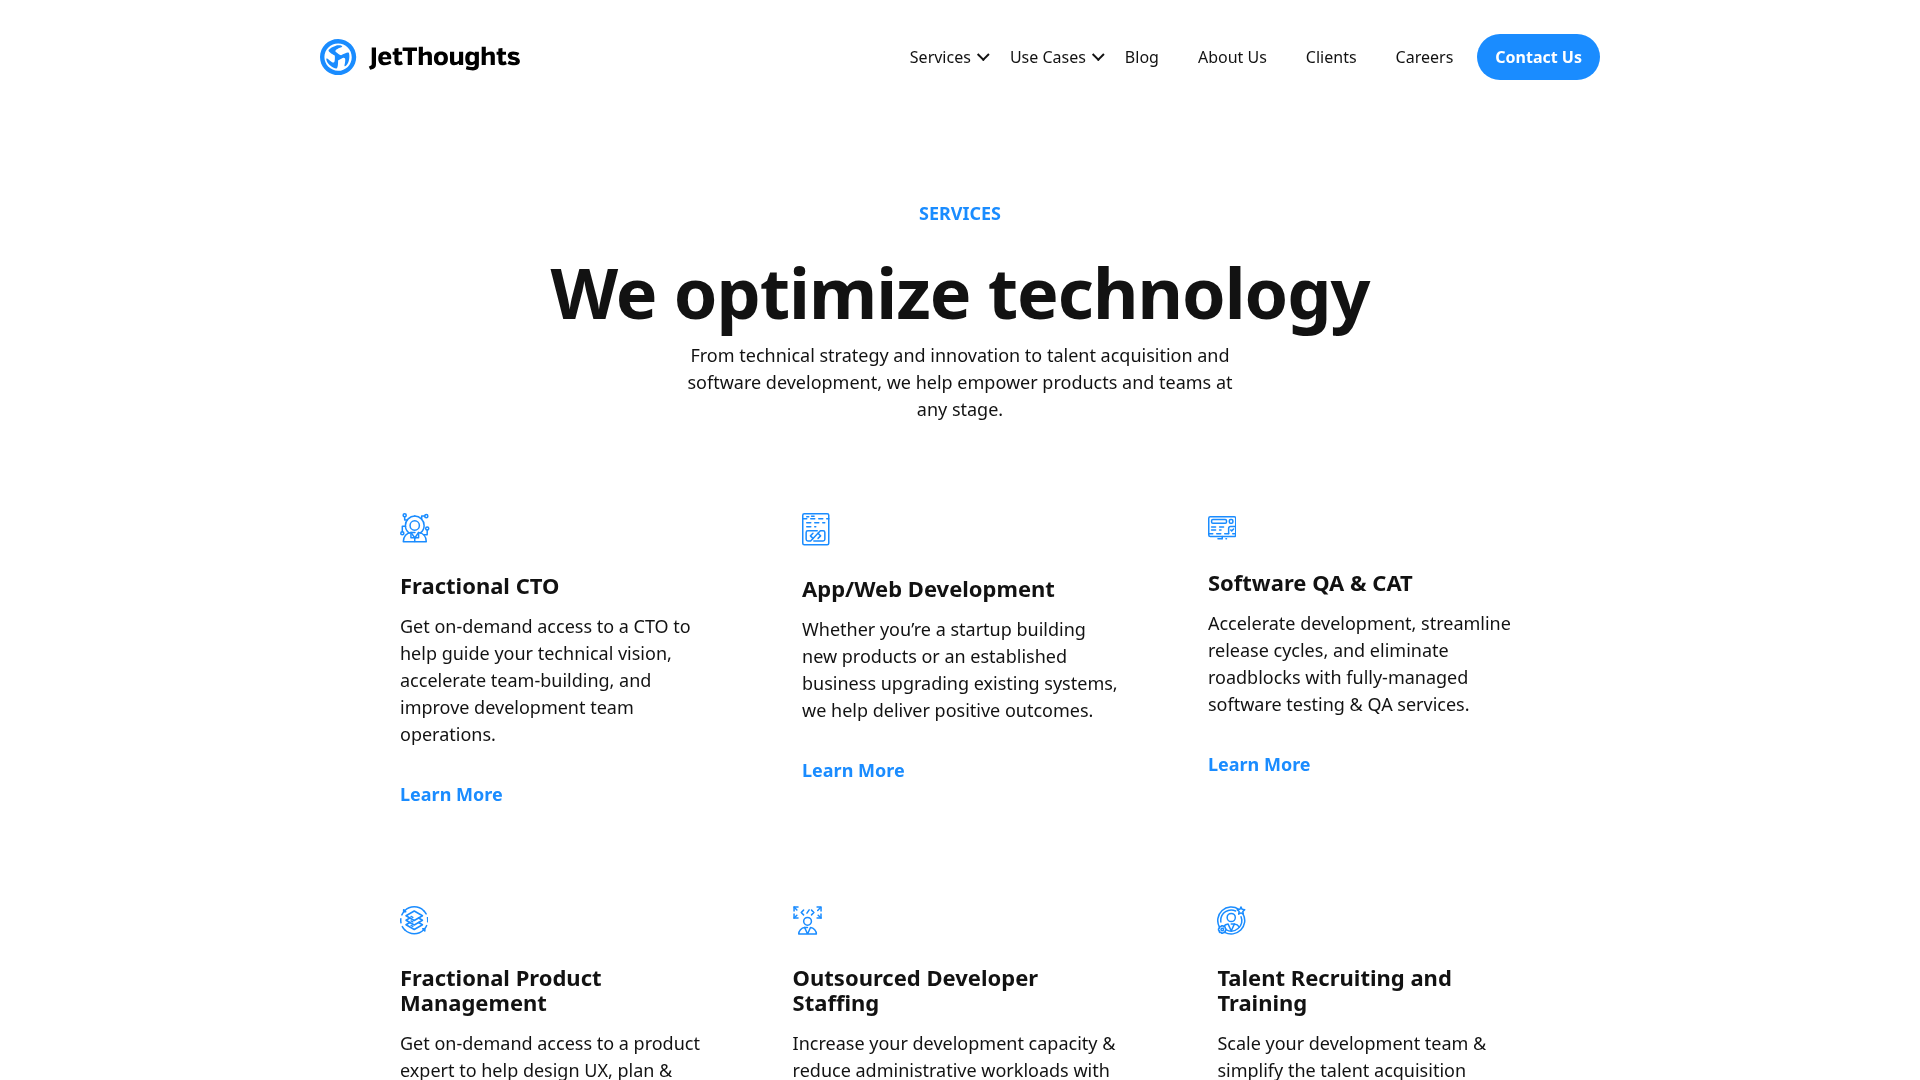 JetThoughts
Services
Use Cases
Blog
About Us
Clients
Careers
Contact Us
SERVICES
We optimize technology
From technical strategy and innovation to talent acquisition and
software development, we help empower products and teams at
any stage.
Fractional CTO
Get on-demand access to a CTO to
help guide your technical vision,
accelerate team-building, and
improve development team
operations.
Learn More
App/Web Development
Whether you’re a startup building
new products or an established
business upgrading existing systems,
we help deliver positive outcomes.
Learn More
Software QA & CAT
Accelerate development, streamline
release cycles, and eliminate
roadblocks with fully-managed
software testing & QA services.
Learn More
Fractional Product
Management
Get on-demand access to a product
expert to help design UX, plan &
Outsourced Developer
Staffing
Increase your development capacity &
reduce administrative workloads with
Talent Recruiting and
Training
Scale your development team &
simplify the talent acquisition